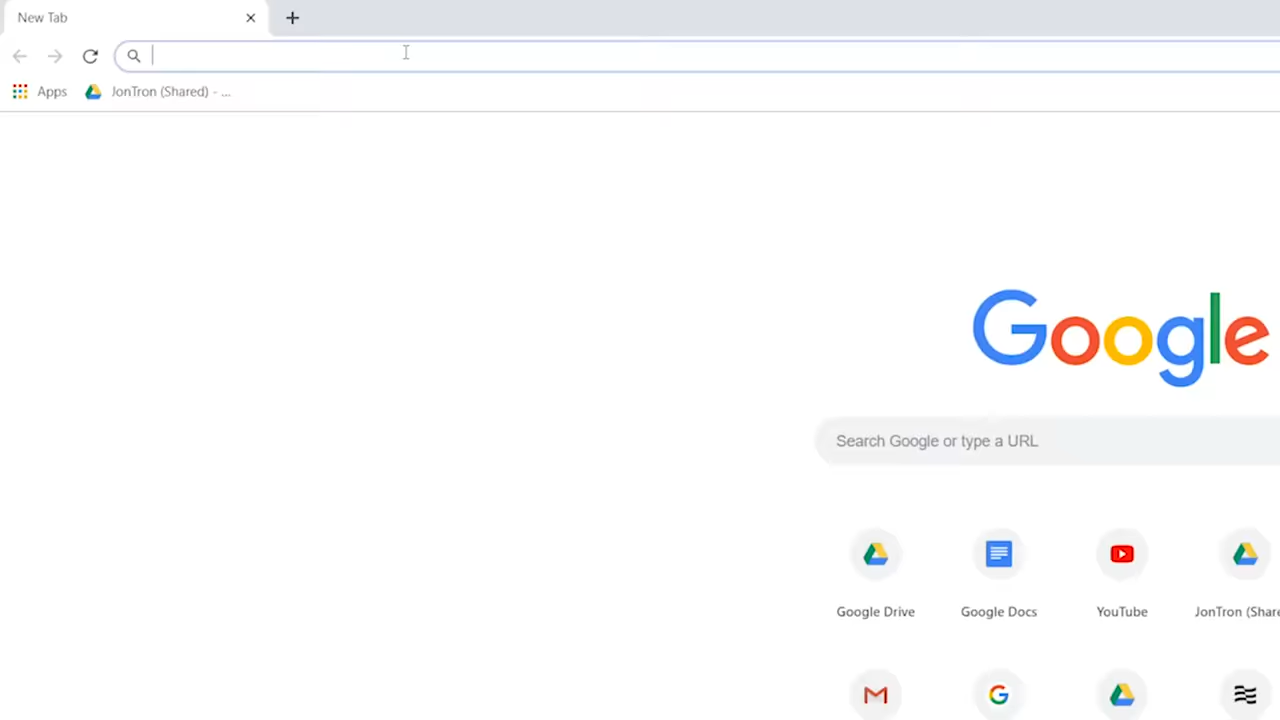 New Tab
Apps
JonTron (Shared) - ...
Google
Search Google or type a URL
Google Drive
Google Docs
YouTube
JonTron (Share